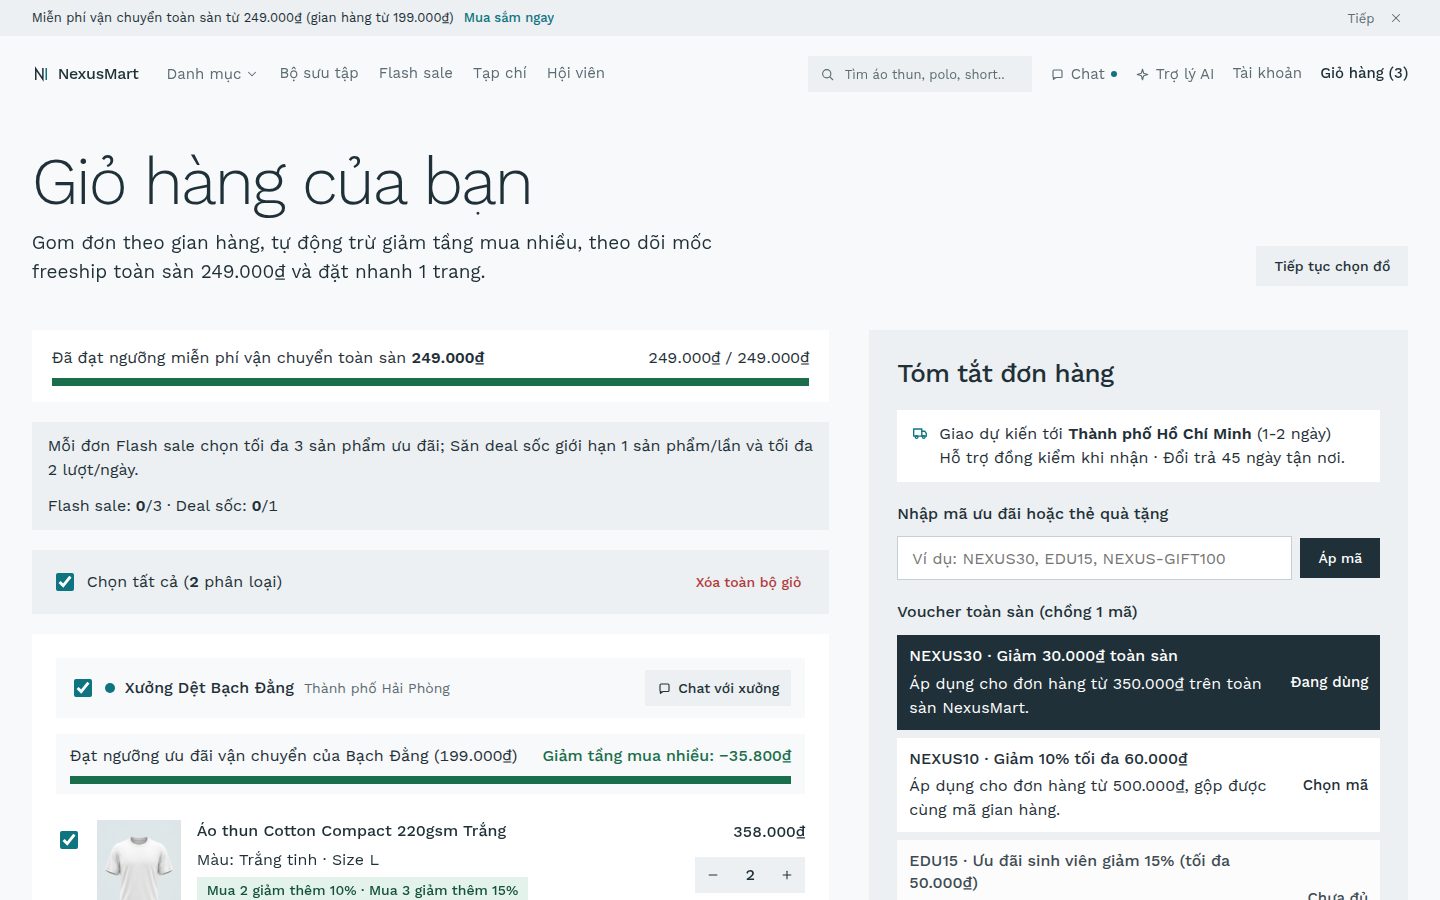 Miễn phí vận chuyển toàn sàn từ 249.000₫ (gian hàng từ 199.000₫) Mua sắm ngay
Tiếp
NexusMart
Danh mục
Bộ sưu tập
Flash sale
Tạp chí
Hội viên
Tìm áo thun, polo, short..
Chat
Trợ lý AI
Tài khoản
Giỏ hàng (3)
Giỏ hàng của bạn
Gom đơn theo gian hàng, tự động trừ giảm tầng mua nhiều, theo dõi mốc
freeship toàn sàn 249.000₫ và đặt nhanh 1 trang.
Tiếp tục chọn đồ
Đã đạt ngưỡng miễn phí vận chuyển toàn sàn 249.000₫
249.000₫ / 249.000₫
Mỗi đơn Flash sale chọn tối đa 3 sản phẩm ưu đãi; Săn deal sốc giới hạn 1 sản phẩm/lần và tối đa
2 lượt/ngày.
Flash sale: 0/3 · Deal sốc: 0/1
Chọn tất cả (2 phân loại)
Xóa toàn bộ giỏ
Xưởng Dệt Bạch Đằng Thành phố Hải Phòng
Chat với xưởng
Đạt ngưỡng ưu đãi vận chuyển của Bạch Đằng (199.000₫)
Giảm tầng mua nhiều: −35.800₫
Áo thun Cotton Compact 220gsm Trắng
358.000₫
Màu: Trắng tinh · Size L
− 2 +
Mua 2 giảm thêm 10% · Mua 3 giảm thêm 15%
Tóm tắt đơn hàng
Giao dự kiến tới Thành phố Hồ Chí Minh (1-2 ngày)
Hỗ trợ đồng kiểm khi nhận · Đổi trả 45 ngày tận nơi.
Nhập mã ưu đãi hoặc thẻ quà tặng
Ví dụ: NEXUS30, EDU15, NEXUS-GIFT100
Áp mã
Voucher toàn sàn (chồng 1 mã)
NEXUS30 · Giảm 30.000₫ toàn sàn
Áp dụng cho đơn hàng từ 350.000₫ trên toàn
sàn NexusMart.
Đang dùng
NEXUS10 · Giảm 10% tối đa 60.000₫
Áp dụng cho đơn hàng từ 500.000₫, gộp được
cùng mã gian hàng.
Chọn mã
EDU15 · Ưu đãi sinh viên giảm 15% (tối đa
50.000₫)
Chưa đủ